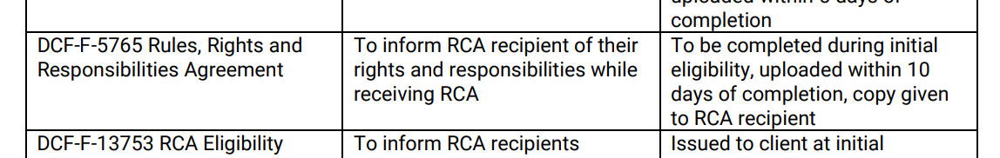 completion
DCF-F-5765 Rules, Rights and
Responsibilities Agreement
To inform RCA recipient of their
rights and responsibilities while
receiving RCA
To be completed during initial
eligibility, uploaded within 10
days of completion, copy given
to RCA recipient
DCF-F-13753 RCA Eligibility
To inform RCA recipients
Issued to client at initial